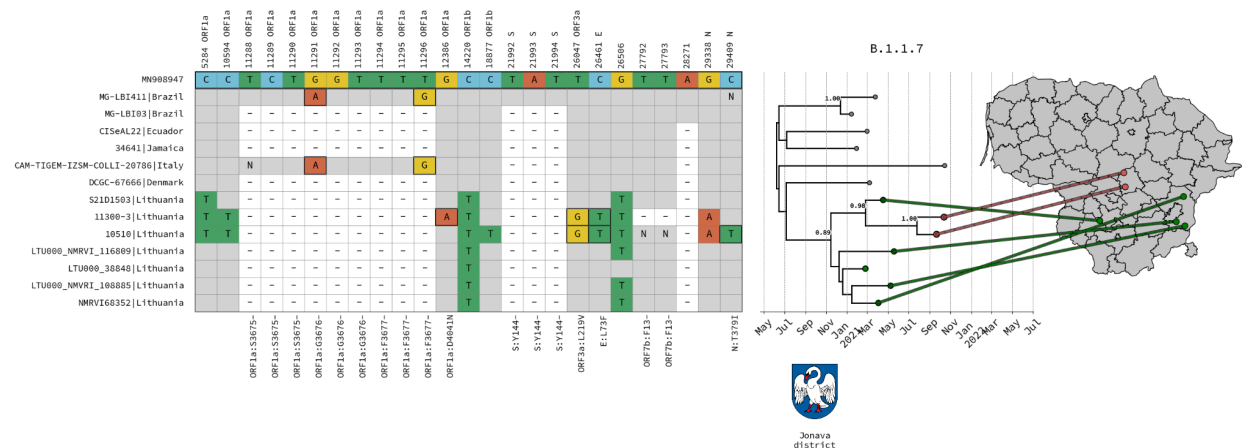 5284 ORF1a
10594 ORF1a
11288 ORF1a
11289 ORF1a
11290 ORF1a
11291 ORF1a
11292 ORF1a
11293 ORF1a
11294 ORF1a
11295 ORF1a
11296 ORF1a
12386 ORF1a
14220 ORF1b
18877 ORF1b
21992 S
21993 S
21994 S
26047 ORF3a
26461 E
26506
27792
27793
28271
29338 N
29409 N
MN908947 C C T C T G G T T T T G C C T A T T C G T T A G C
MG-LBI411|Brazil A G N
MG-LBI03|Brazil - - - - - - - - - - - -
CISeAL22|Ecuador - - - - - - - - - - - - -
34641|Jamaica - - - - - - - - - - - - -
CAM-TIGEM-IZSM-COLLI-20786|Italy N A G
DCGC-67666|Denmark - - - - - - - - - - - - -
S21D1503|Lithuania T - - - - - - - - - T - - - T -
11300-3|Lithuania T T - - - - - - - - - A T - - - G T T - - - A
10510|Lithuania T T - - - - - - - - - T T - - - G T T N N - A T
LTU000_NMRVI_116809|Lithuania - - - - - - - - - T - - - T -
LTU000_38848|Lithuania - - - - - - - - - T - - - -
LTU000_NMRVI_108885|Lithuania - - - - - - - - - T - - - T -
NMRVI68352|Lithuania - - - - - - - - - T - - - T -
ORF1a:S3675-
ORF1a:S3675-
ORF1a:S3675-
ORF1a:G3676-
ORF1a:G3676-
ORF1a:G3676-
ORF1a:F3677-
ORF1a:F3677-
ORF1a:F3677-
ORF1a:D4041N
S:Y144-
S:Y144-
S:Y144-
ORF3a:L219V
E:L73F
ORF7b:F13-
ORF7b:F13-
N:T379I
B.1.1.7
1.00
0.98
1.00
0.89
May
Jul
Sep
Nov
Jan
2021
Mar
May
Jul
Sep
Nov
Jan
2022
Mar
May
Jul
Jonava
district